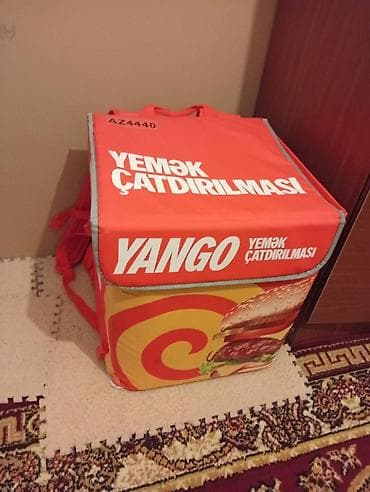 AZ4440
YEMƏK
ÇATDIRILMASI
YANGO YEMƏK
ÇATDIRILMASI